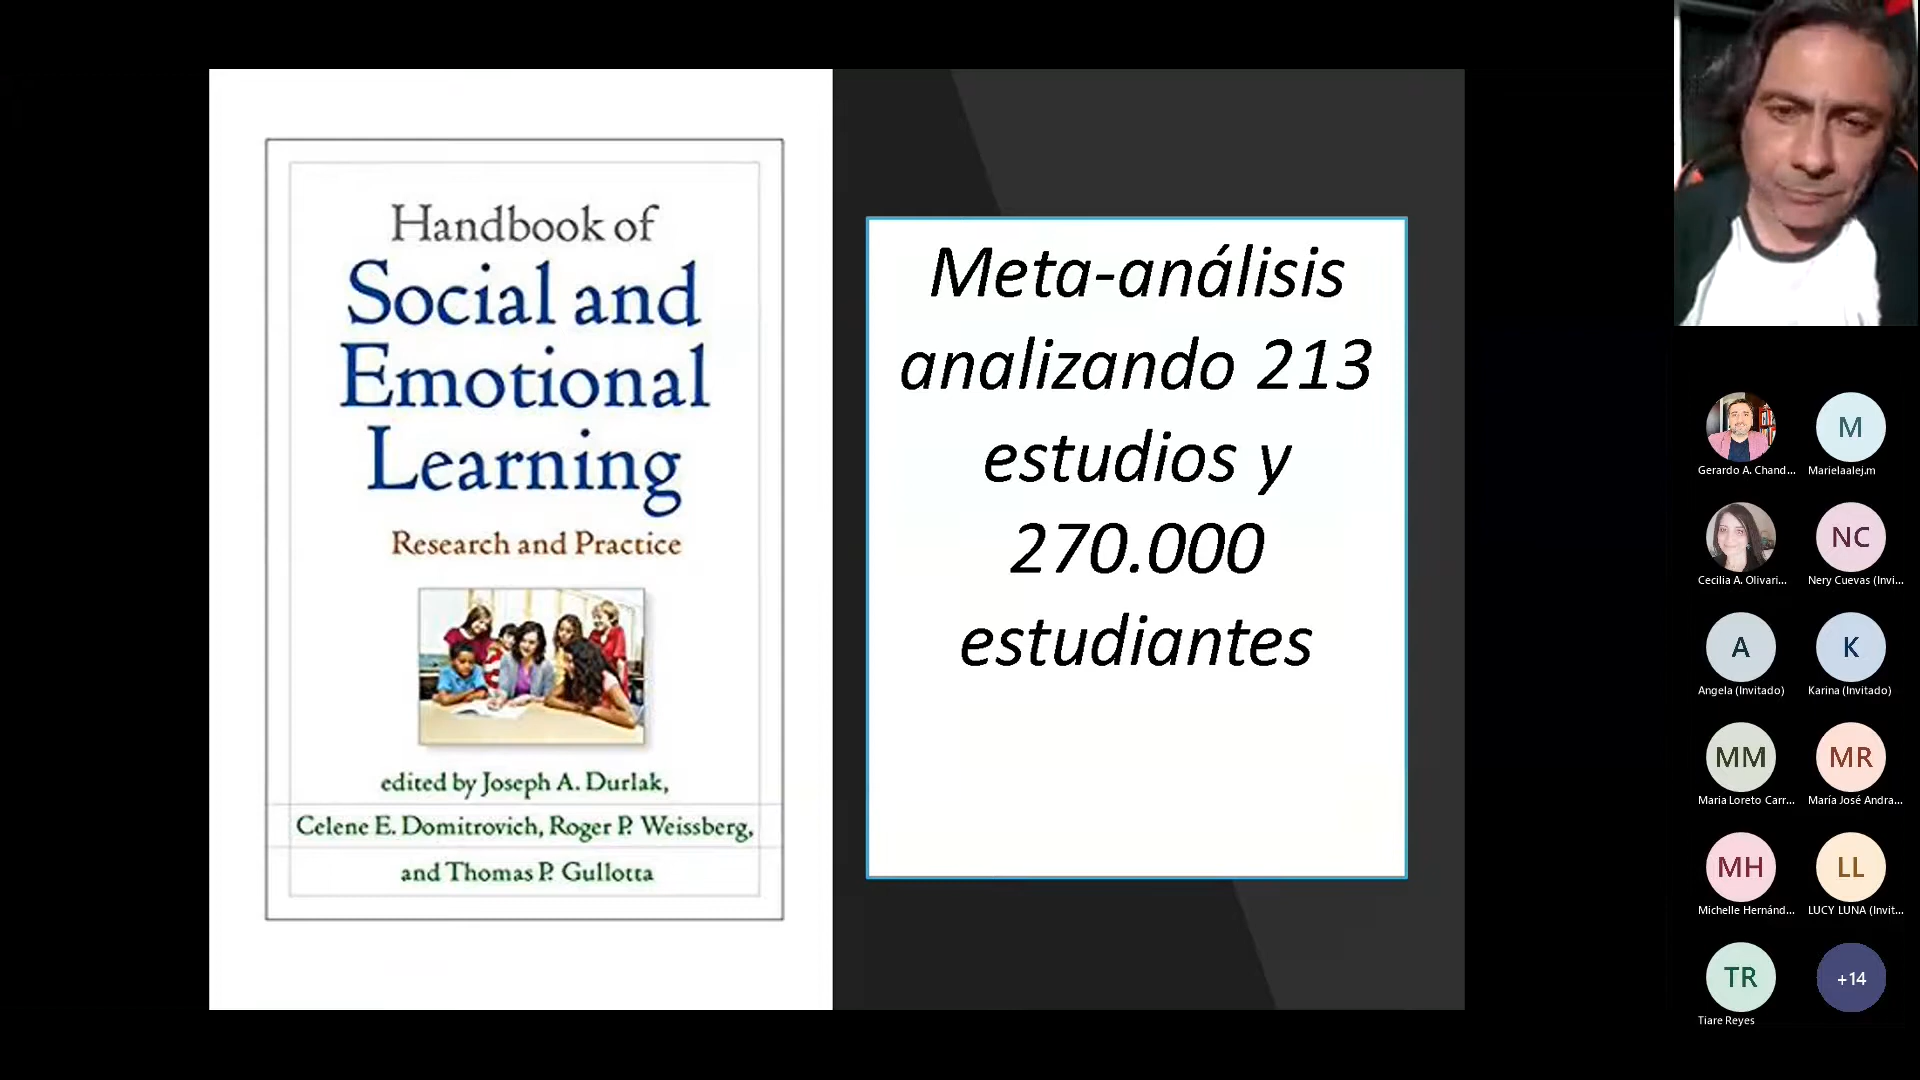 Handbook of
Social and
Emotional
Learning
Research and Practice
edited by Joseph A. Durlak,
Celene E. Domitrovich, Roger P. Weissberg,
and Thomas P. Gullotta
Meta-análisis
analizando 213
estudios y
270.000
estudiantes
Gerardo A. Chand...
M
Marielaalej.m
Cecilia A. Olivari...
NC
Nery Cuevas (Invi...
A
Angela (Invitado)
K
Karina (Invitado)
MM
Maria Loreto Carr...
MR
María José Andra...
MH
Michelle Hernánd...
LL
LUCY LUNA (Invit...
TR
Tiare Reyes
+14